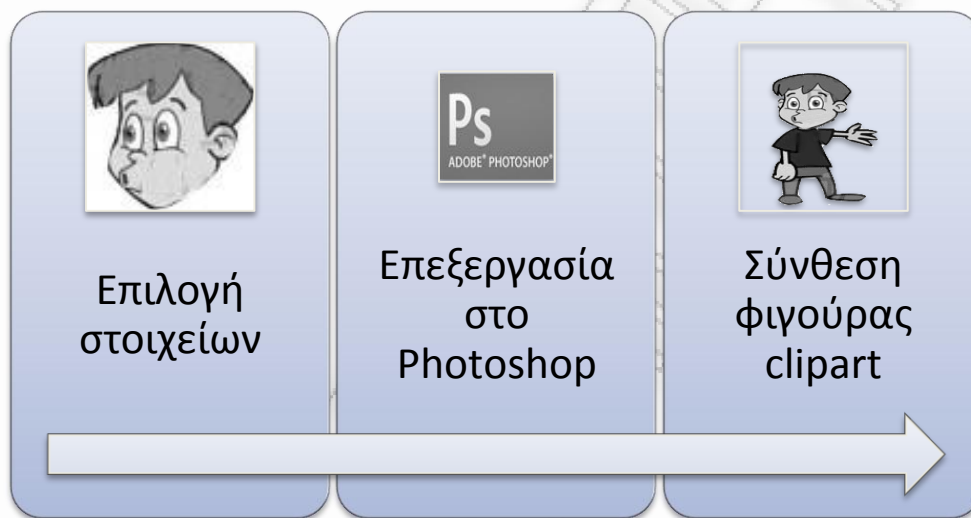 Ps
ADOBE® PHOTOSHOP®
Επιλογή
στοιχείων
Επεξεργασία
στο
Photoshop
Σύνθεση
φιγούρας
clipart